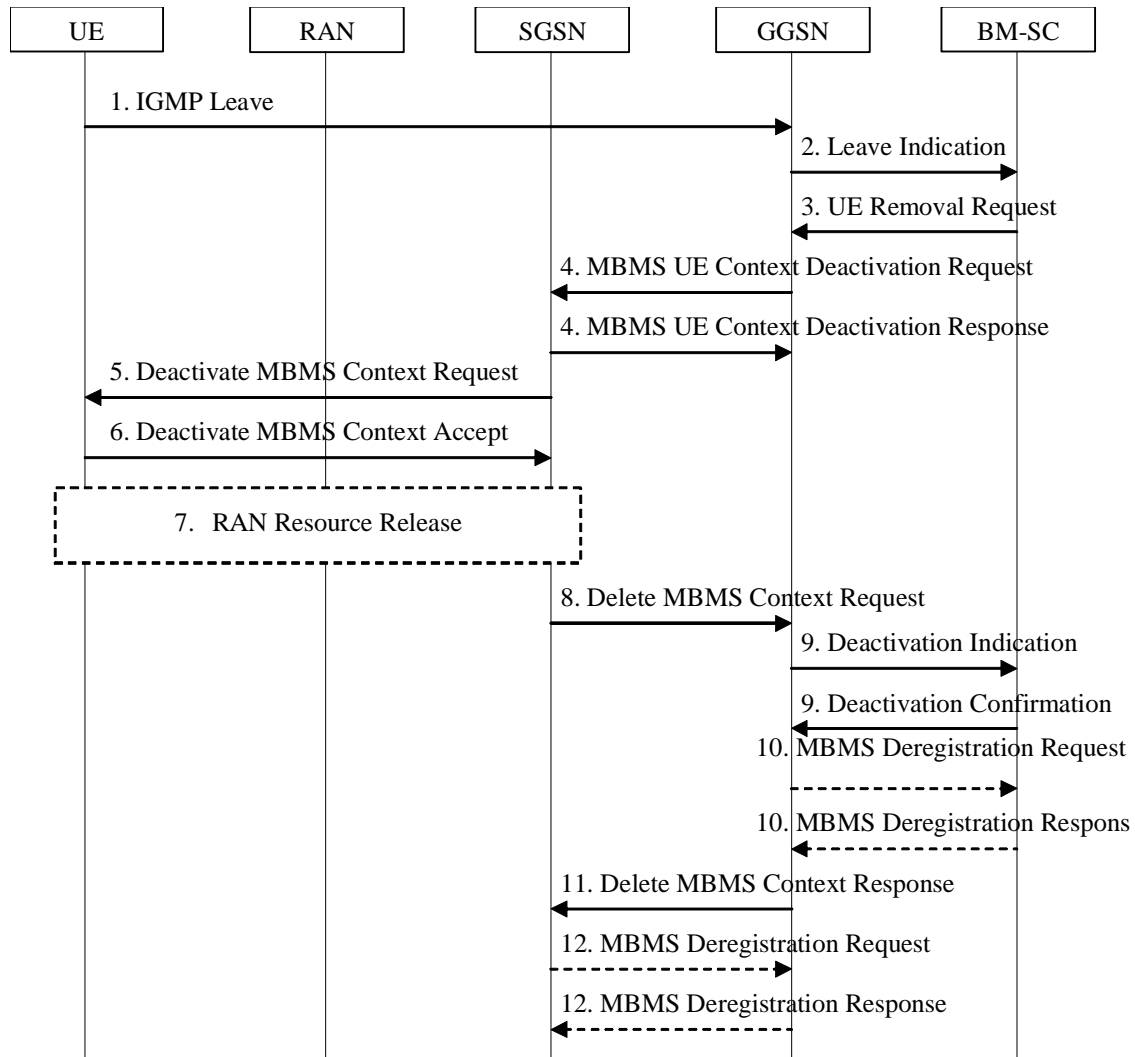 UE
RAN
SGSN
GGSN
BM-SC
1. IGMP Leave
2. Leave Indication
3. UE Removal Request
4. MBMS UE Context Deactivation Request
4. MBMS UE Context Deactivation Response
5. Deactivate MBMS Context Request
6. Deactivate MBMS Context Accept
7. RAN Resource Release
8. Delete MBMS Context Request
9. Deactivation Indication
9. Deactivation Confirmation
10. MBMS Deregistration Request
10. MBMS Deregistration Respons
11. Delete MBMS Context Response
12. MBMS Deregistration Request
12. MBMS Deregistration Response